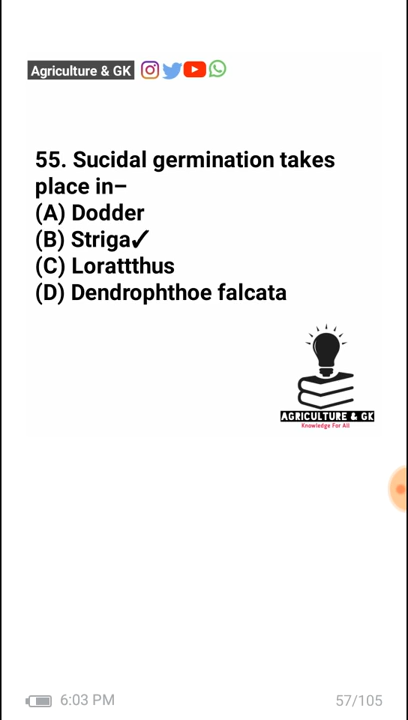 Agriculture & GK
55. Sucidal germination takes
place in–
(A) Dodder
(B) Striga✓
(C) Lorattthus
(D) Dendrophthoe falcata
AGRICULTURE & GK
Knowledge For All
6:03 PM
57/105